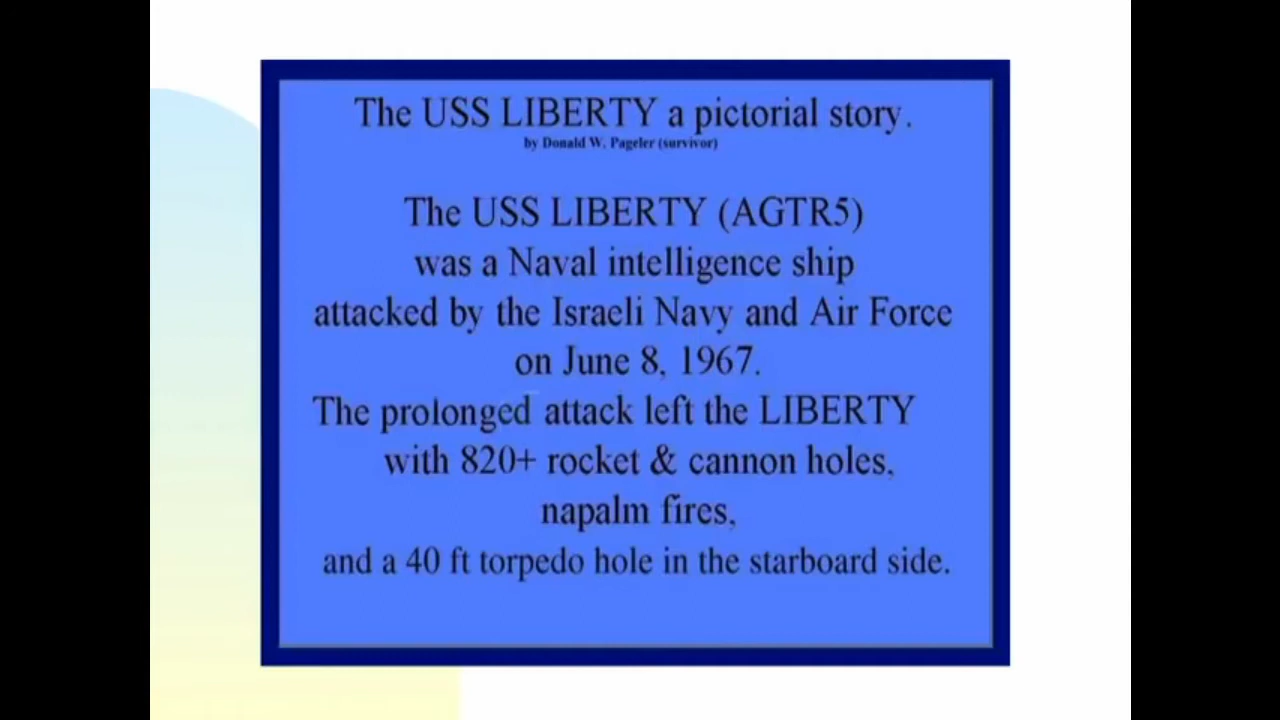 The USS LIBERTY a pictorial story.
by Donald W. Pageler (survivor)
The USS LIBERTY (AGTR5)
was a Naval intelligence ship
attacked by the Israeli Navy and Air Force
on June 8, 1967.
The prolonged attack left the LIBERTY
with 820+ rocket & cannon holes,
napalm fires,
and a 40 ft torpedo hole in the starboard side.